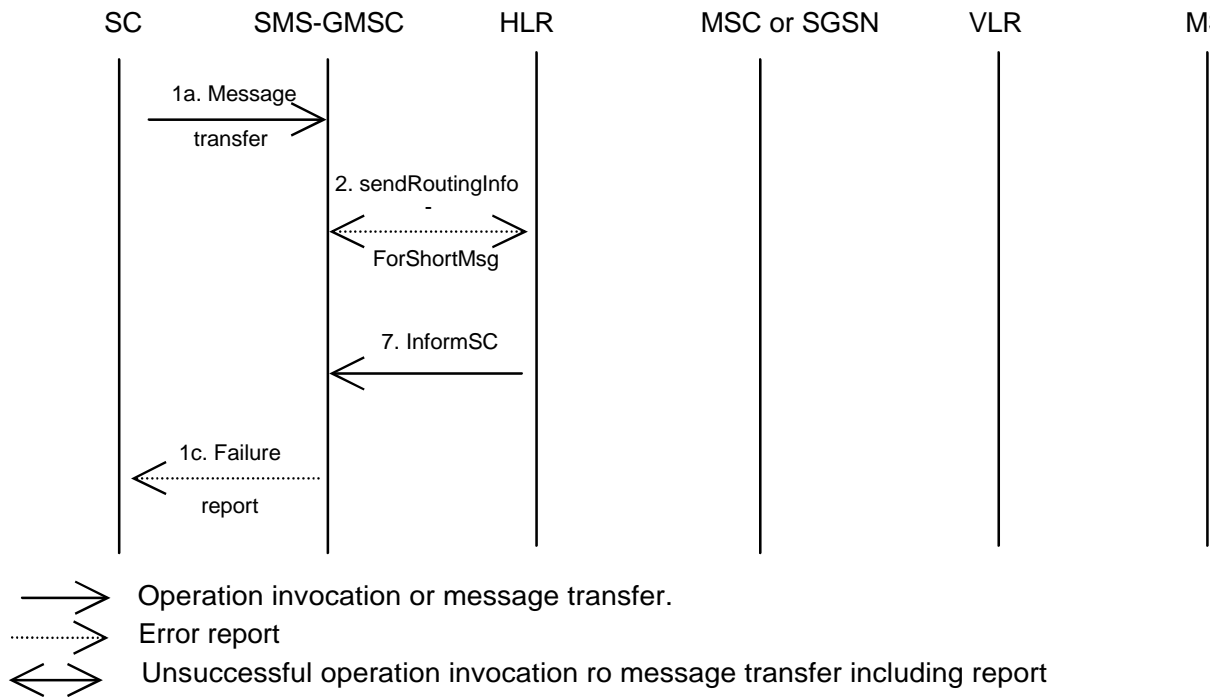 SC SMS-GMSC HLR MSC or SGSN VLR
1a. Message
transfer
2. sendRoutingInfo
-
ForShortMsg
7. InformSC
1c. Failure
report
Operation invocation or message transfer.
Error report
Unsuccessful operation invocation ro message transfer including report